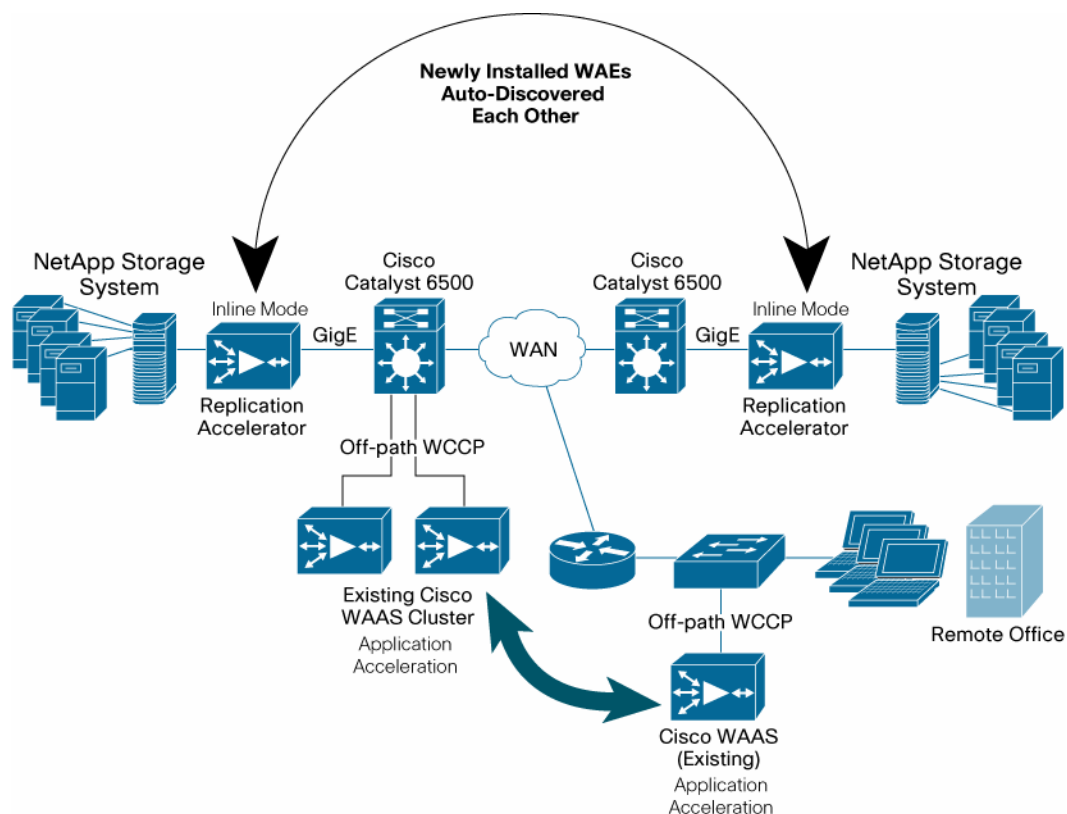 Newly Installed WAEs
Auto-Discovered
Each Other
NetApp Storage
System
Inline Mode
GigE
Cisco
Catalyst 6500
WAN
Cisco
Catalyst 6500
GigE
Inline Mode
NetApp Storage
System
Replication
Accelerator
Replication
Accelerator
Off-path WCCP
Existing Cisco
WAAS Cluster
Application
Acceleration
Off-path WCCP
Remote Office
Cisco WAAS
(Existing)
Application
Acceleration